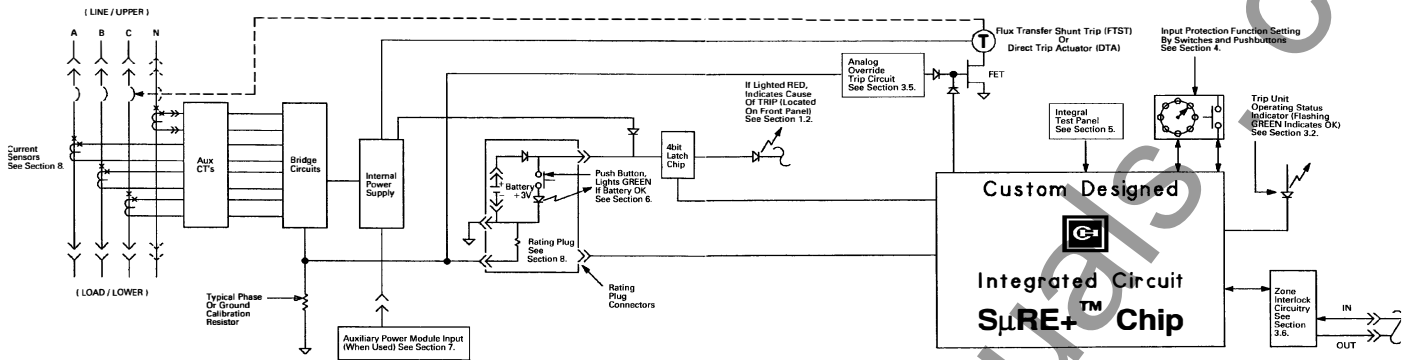 ( LINE / UPPER )
A B C N
Current
Sensors
See Section 8.
( LOAD / LOWER )
Aux
CT's
Bridge
Circuits
Internal
Power
Supply
Typical Phase
Or Ground
Calibration
Resistor
Auxiliary Power Module Input
(When Used) See Section 7.
+
−
Battery
+3V
Push Button,
Lights GREEN
If Battery OK
See Section 6.
Rating Plug
See
Section 8.
Rating
Plug
Connectors
4bit
Latch
Chip
If Lighted RED,
Indicates Cause
Of TRIP (Located
On Front Panel)
See Section 1.2.
Analog
Override
Trip Circuit
See Section 3.5.
T
Flux Transfer Shunt Trip (FTST)
Or
Direct Trip Actuator (DTA)
FET
Input Protection Function Setting
By Switches and Pushbuttons
See Section 4.
Integral
Test Panel
See Section 5.
Trip Unit
Operating Status
Indicator (Flashing
GREEN Indicates OK)
See Section 3.2.
Custom Designed
Integrated Circuit
SμRE+™ Chip
Zone
Interlock
Circuitry
See
Section
3.6.
IN
OUT